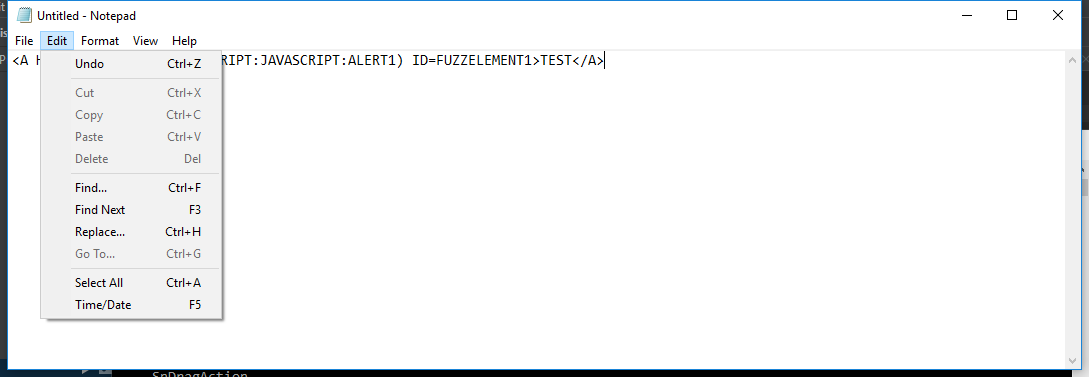 Untitled - Notepad
File Edit Format View Help
<A H RIPT:JAVASCRIPT:ALERT1) ID=FUZZELEMENT1>TEST</A>
Undo Ctrl+Z
Cut Ctrl+X
Copy Ctrl+C
Paste Ctrl+V
Delete Del
Find... Ctrl+F
Find Next F3
Replace... Ctrl+H
Go To... Ctrl+G
Select All Ctrl+A
Time/Date F5
SpDragAction